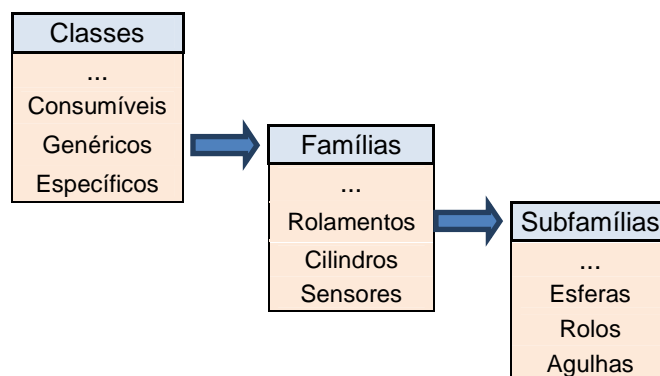 Classes
...
Consumíveis
Genéricos
Específicos
Famílias
...
Rolamentos
Cilindros
Sensores
Subfamílias
...
Esferas
Rolos
Agulhas